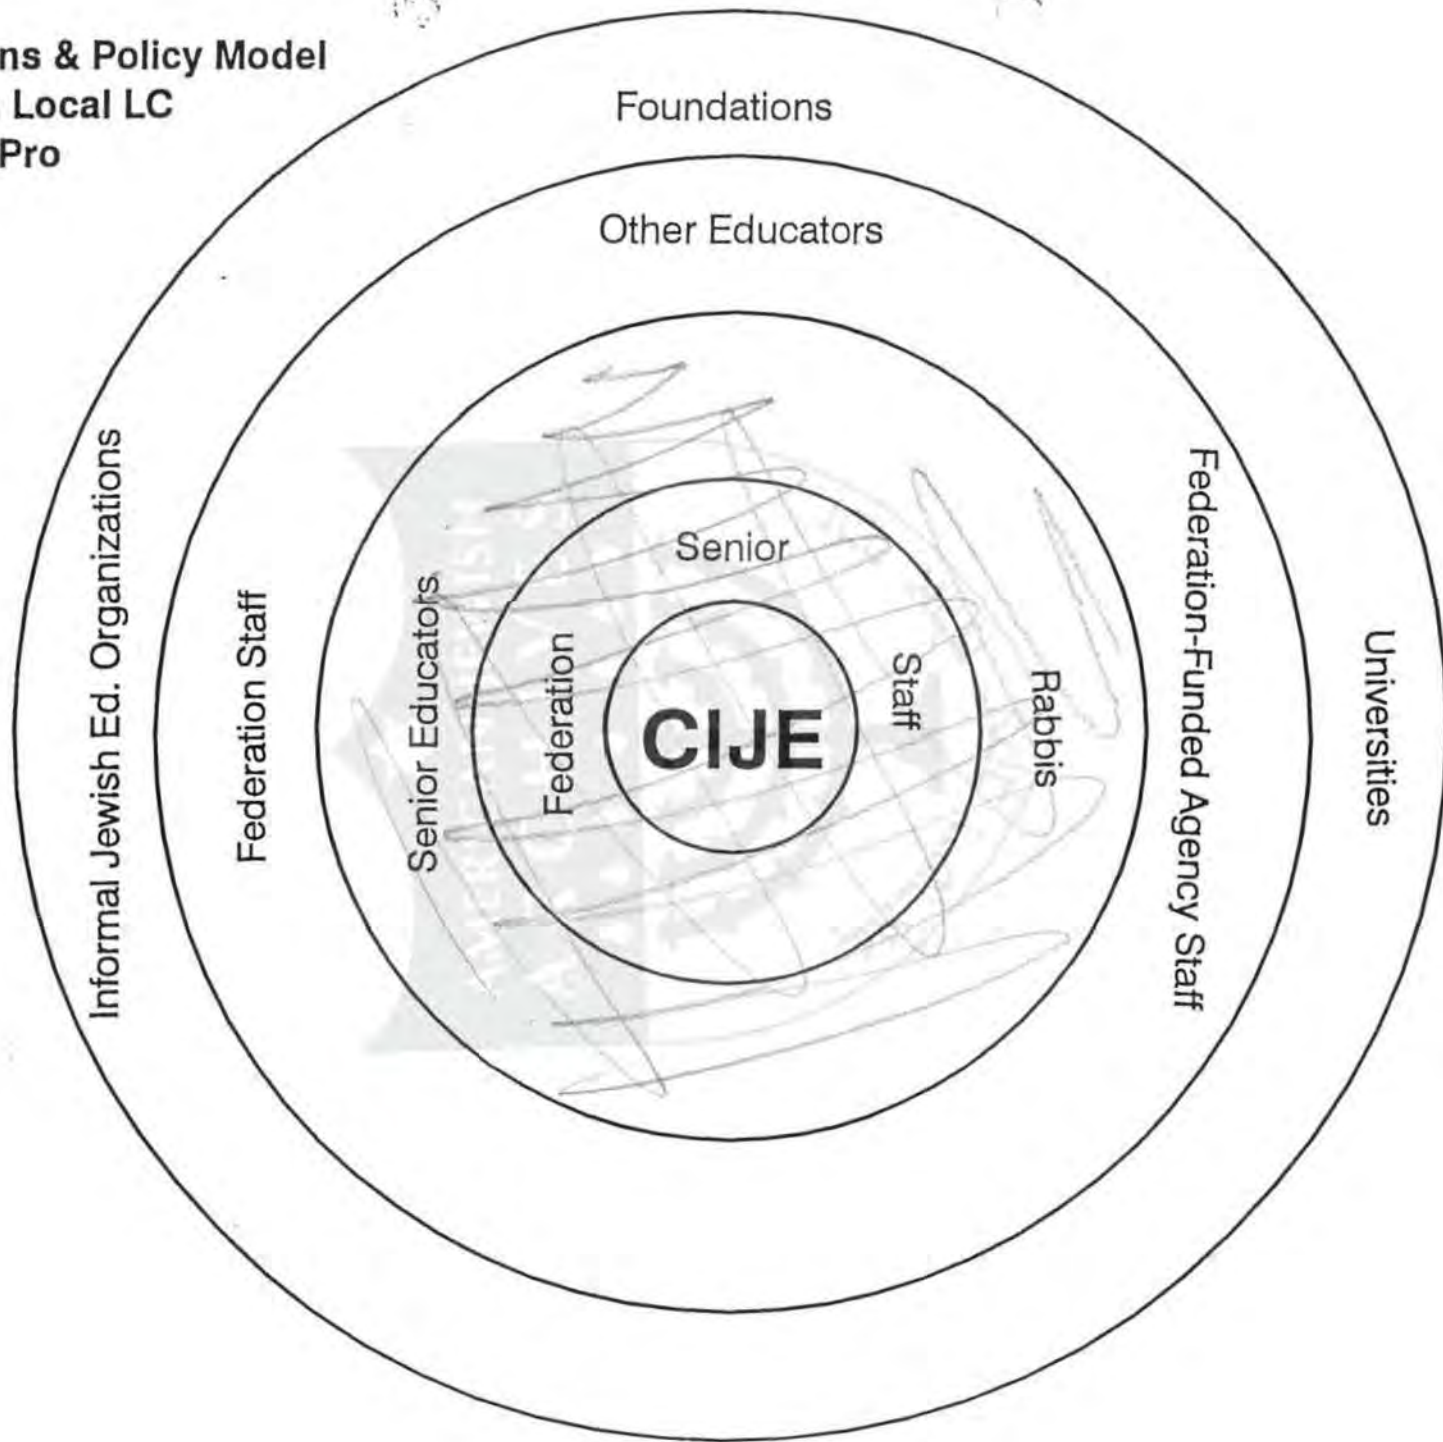 ns & Policy Model
Local LC
Pro
Foundations
Other Educators
Informal Jewish Ed. Organizations
Federation Staff
Senior Educators
Federation
Senior
CIJE
Staff
Rabbis
Federation-Funded Agency Staff
Universities